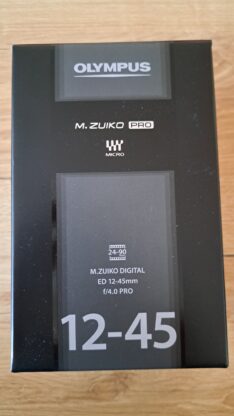 OLYMPUS
M.ZUIKO PRO
MICRO
24-90
M.ZUIKO DIGITAL
ED 12-45mm
f/4.0 PRO
12-45